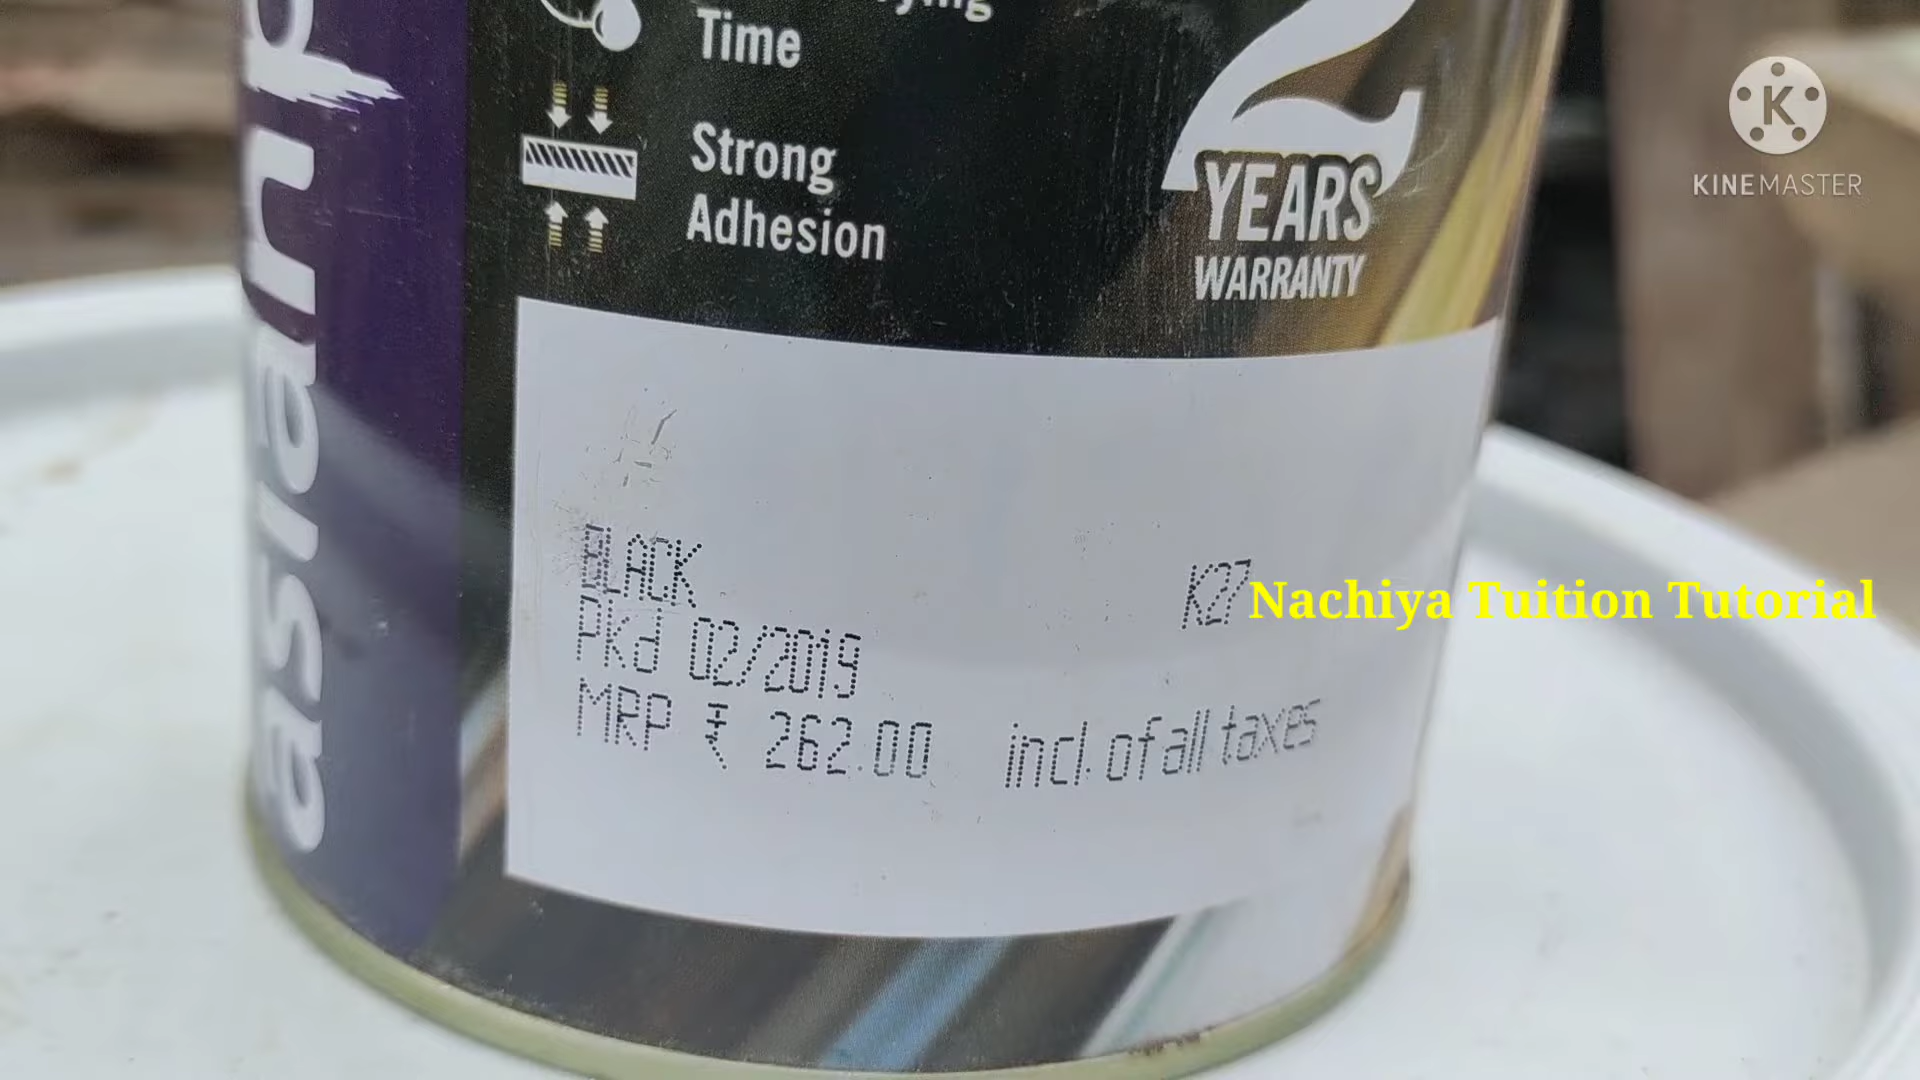 Time
Strong
Adhesion
2
YEARS
WARRANTY
asian
BLACK
K27
Pkd 02/2019
MRP ₹ 262.00 incl. of all taxes
K
KINEMASTER
Nachiya Tuition Tutorial